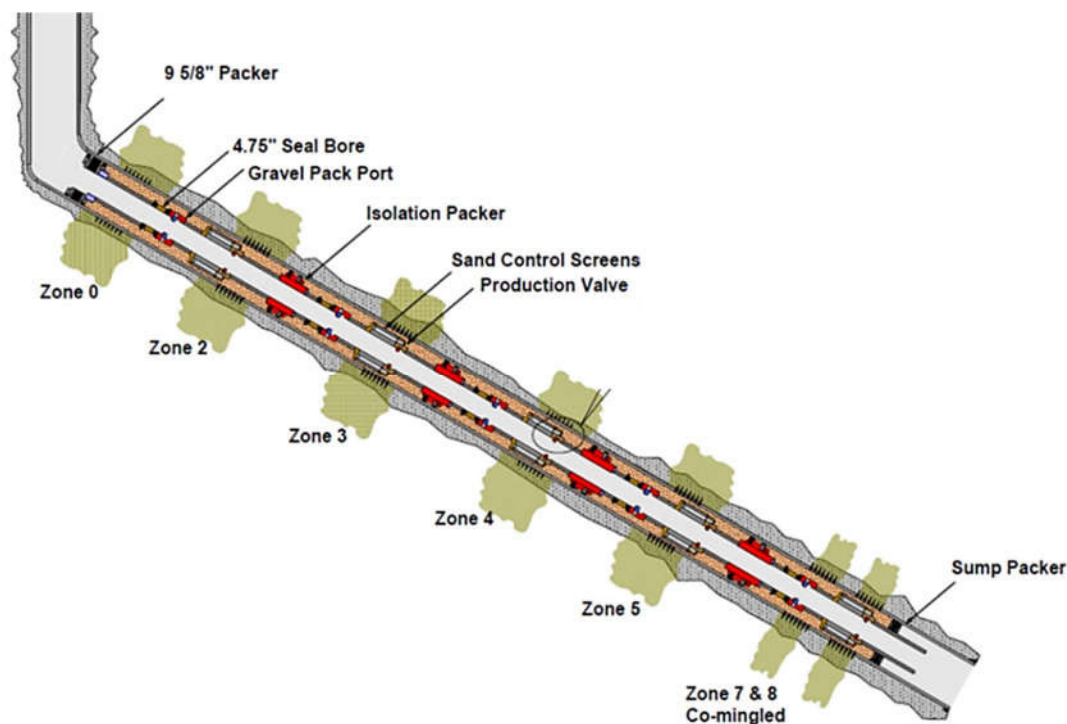 9 5/8" Packer
4.75" Seal Bore
Gravel Pack Port
Isolation Packer
Sand Control Screens
Production Valve
Zone 0
Zone 2
Zone 3
Zone 4
Zone 5
Sump Packer
Zone 7 & 8
Co-mingled